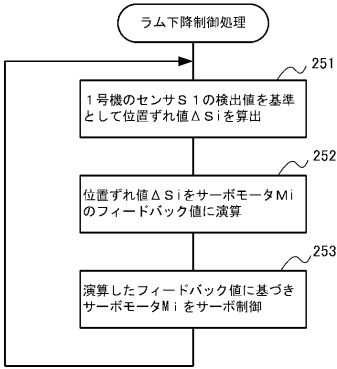 ラム下降制御処理
251
１号機のセンサＳ１の検出値を基準
として位置ずれ値ΔＳｉを算出
252
位置ずれ値ΔＳｉをサーボモータＭｉ
のフィードバック値に演算
253
演算したフィードバック値に基づき
サーボモータMiをサーボ制御